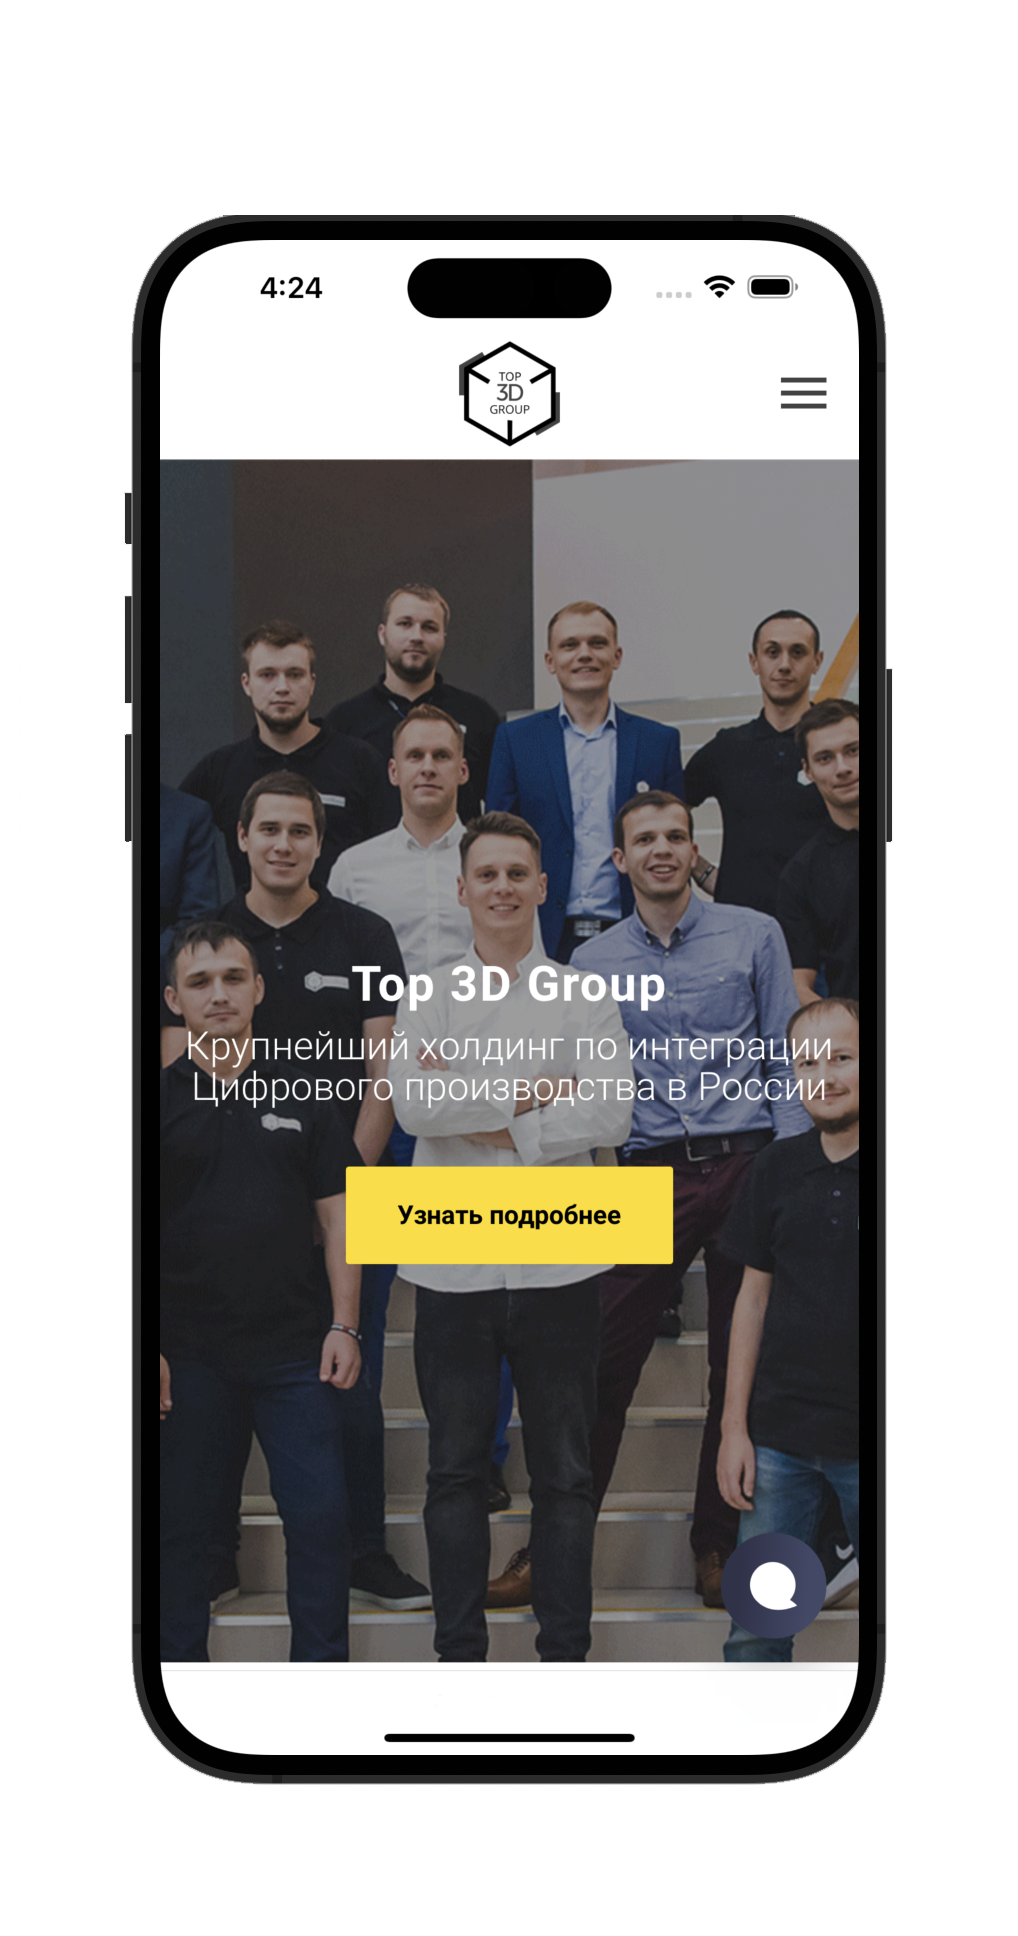 4:24
TOP
3D
GROUP
Top 3D Group
Крупнейший холдинг по интеграции
Цифрового производства в России
Узнать подробнее